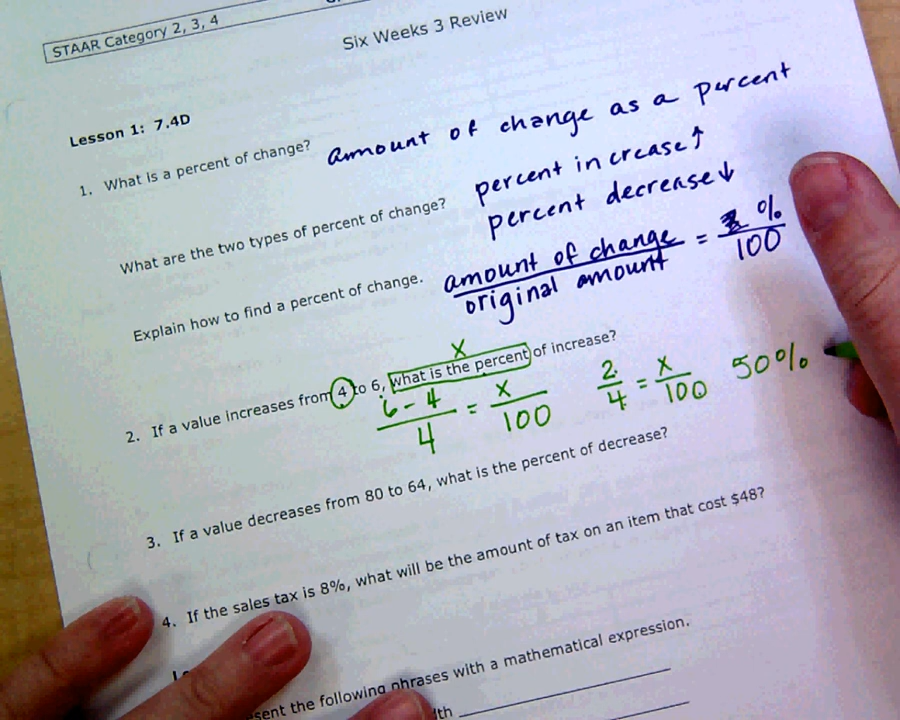 STAAR Category 2, 3, 4
Six Weeks 3 Review
Lesson 1: 7.4D
1. What is a percent of change? amount of change as a percent
What are the two types of percent of change? percent increase↑
percent decrease↓
Explain how to find a percent of change. amount of change / original amount = % / 100
x
2. If a value increases from 4 to 6, what is the percent of increase?
6-4 / 4 = x / 100 2 / 4 = x / 100 50%
3. If a value decreases from 80 to 64, what is the percent of decrease?
4. If the sales tax is 8%, what will be the amount of tax on an item that cost $48?
the following phrases with a mathematical expression.